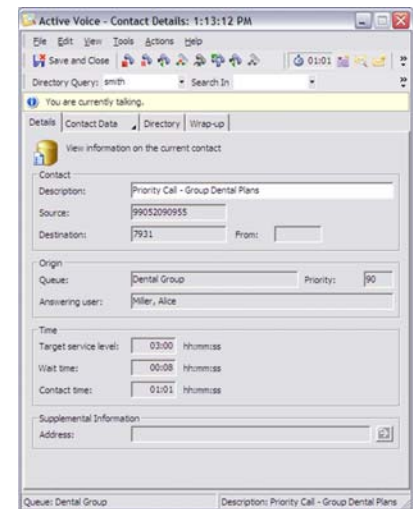 Active Voice - Contact Details: 1:13:12 PM
File Edit View Tools Actions Help
Save and Close 01:01
Directory Query: smith Search In
You are currently talking.
Details Contact Data Directory Wrap-up
View information on the current contact
Contact
Description: Priority Call - Group Dental Plans
Source: 99052090955
Destination: 7931 From:
Origin
Queue: Dental Group Priority: 90
Answering user: Miller, Alice
Time
Target service level: 03:00 hh:mm:ss
Wait time: 00:08 hh:mm:ss
Contact time: 01:01 hh:mm:ss
Supplemental Information
Address:
Queue: Dental Group Description: Priority Call - Group Dental Plans